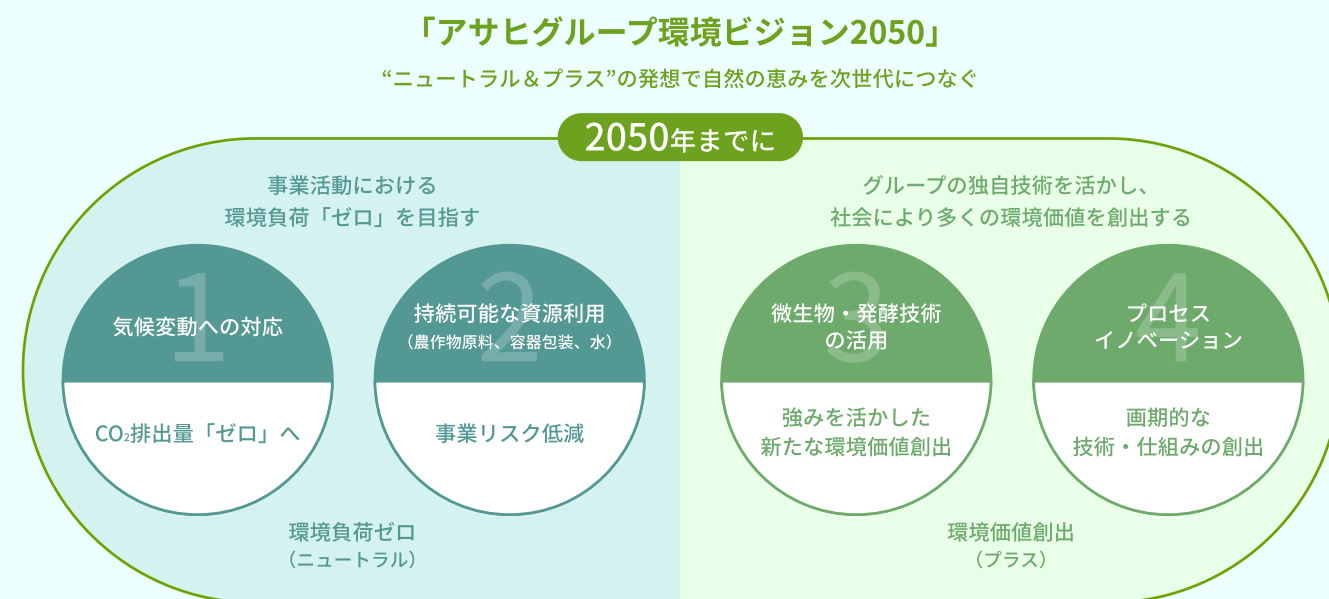 「アサヒグループ環境ビジョン2050」
“ニュートラル＆プラス”の発想で自然の恵みを次世代につなぐ
2050年までに
事業活動における
環境負荷「ゼロ」を目指す
1
気候変動への対応
CO₂排出量「ゼロ」へ
2
持続可能な資源利用
（農作物原料、容器包装、水）
事業リスク低減
環境負荷ゼロ
（ニュートラル）
グループの独自技術を活かし、
社会により多くの環境価値を創出する
3
微生物・発酵技術
の活用
強みを活かした
新たな環境価値創出
4
プロセス
イノベーション
画期的な
技術・仕組みの創出
環境価値創出
（プラス）